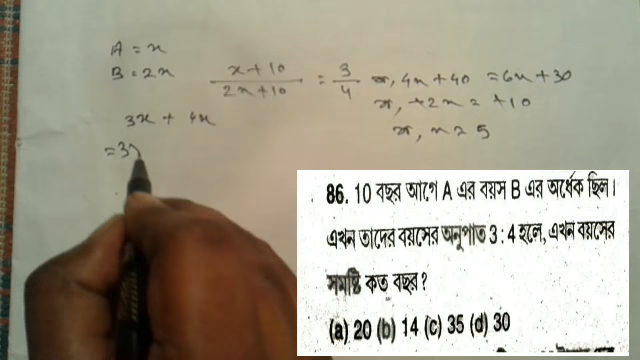 A = x
B = 2x
x+10 / 2x+10 = 3/4 বা, 4x+40 = 6x+30
বা, +2x = +10
বা, x = 5
3x + 4x
= 3x
86. 10 বছর আগে A এর বয়স B এর অর্ধেক ছিল।
এখন তাদের বয়সের অনুপাত 3 : 4 হলে, এখন বয়সের
সমষ্টি কত বছর?
(a) 20 (b) 14 (c) 35 (d) 30